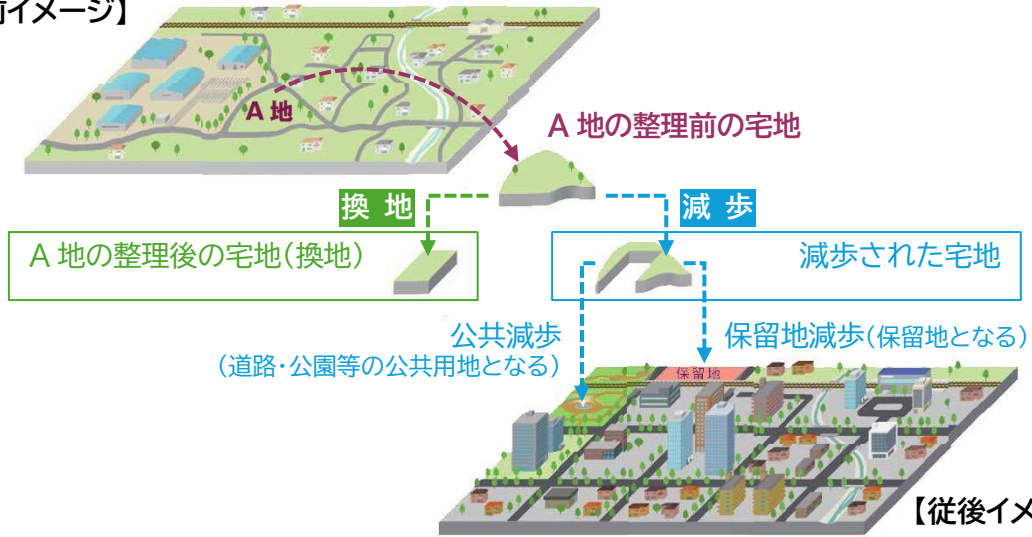 前イメージ】
A 地
A 地の整理前の宅地
換 地
減 歩
A 地の整理後の宅地(換地)
減歩された宅地
公共減歩
(道路・公園等の公共用地となる)
保留地減歩(保留地となる)
保留地
【従後イメ